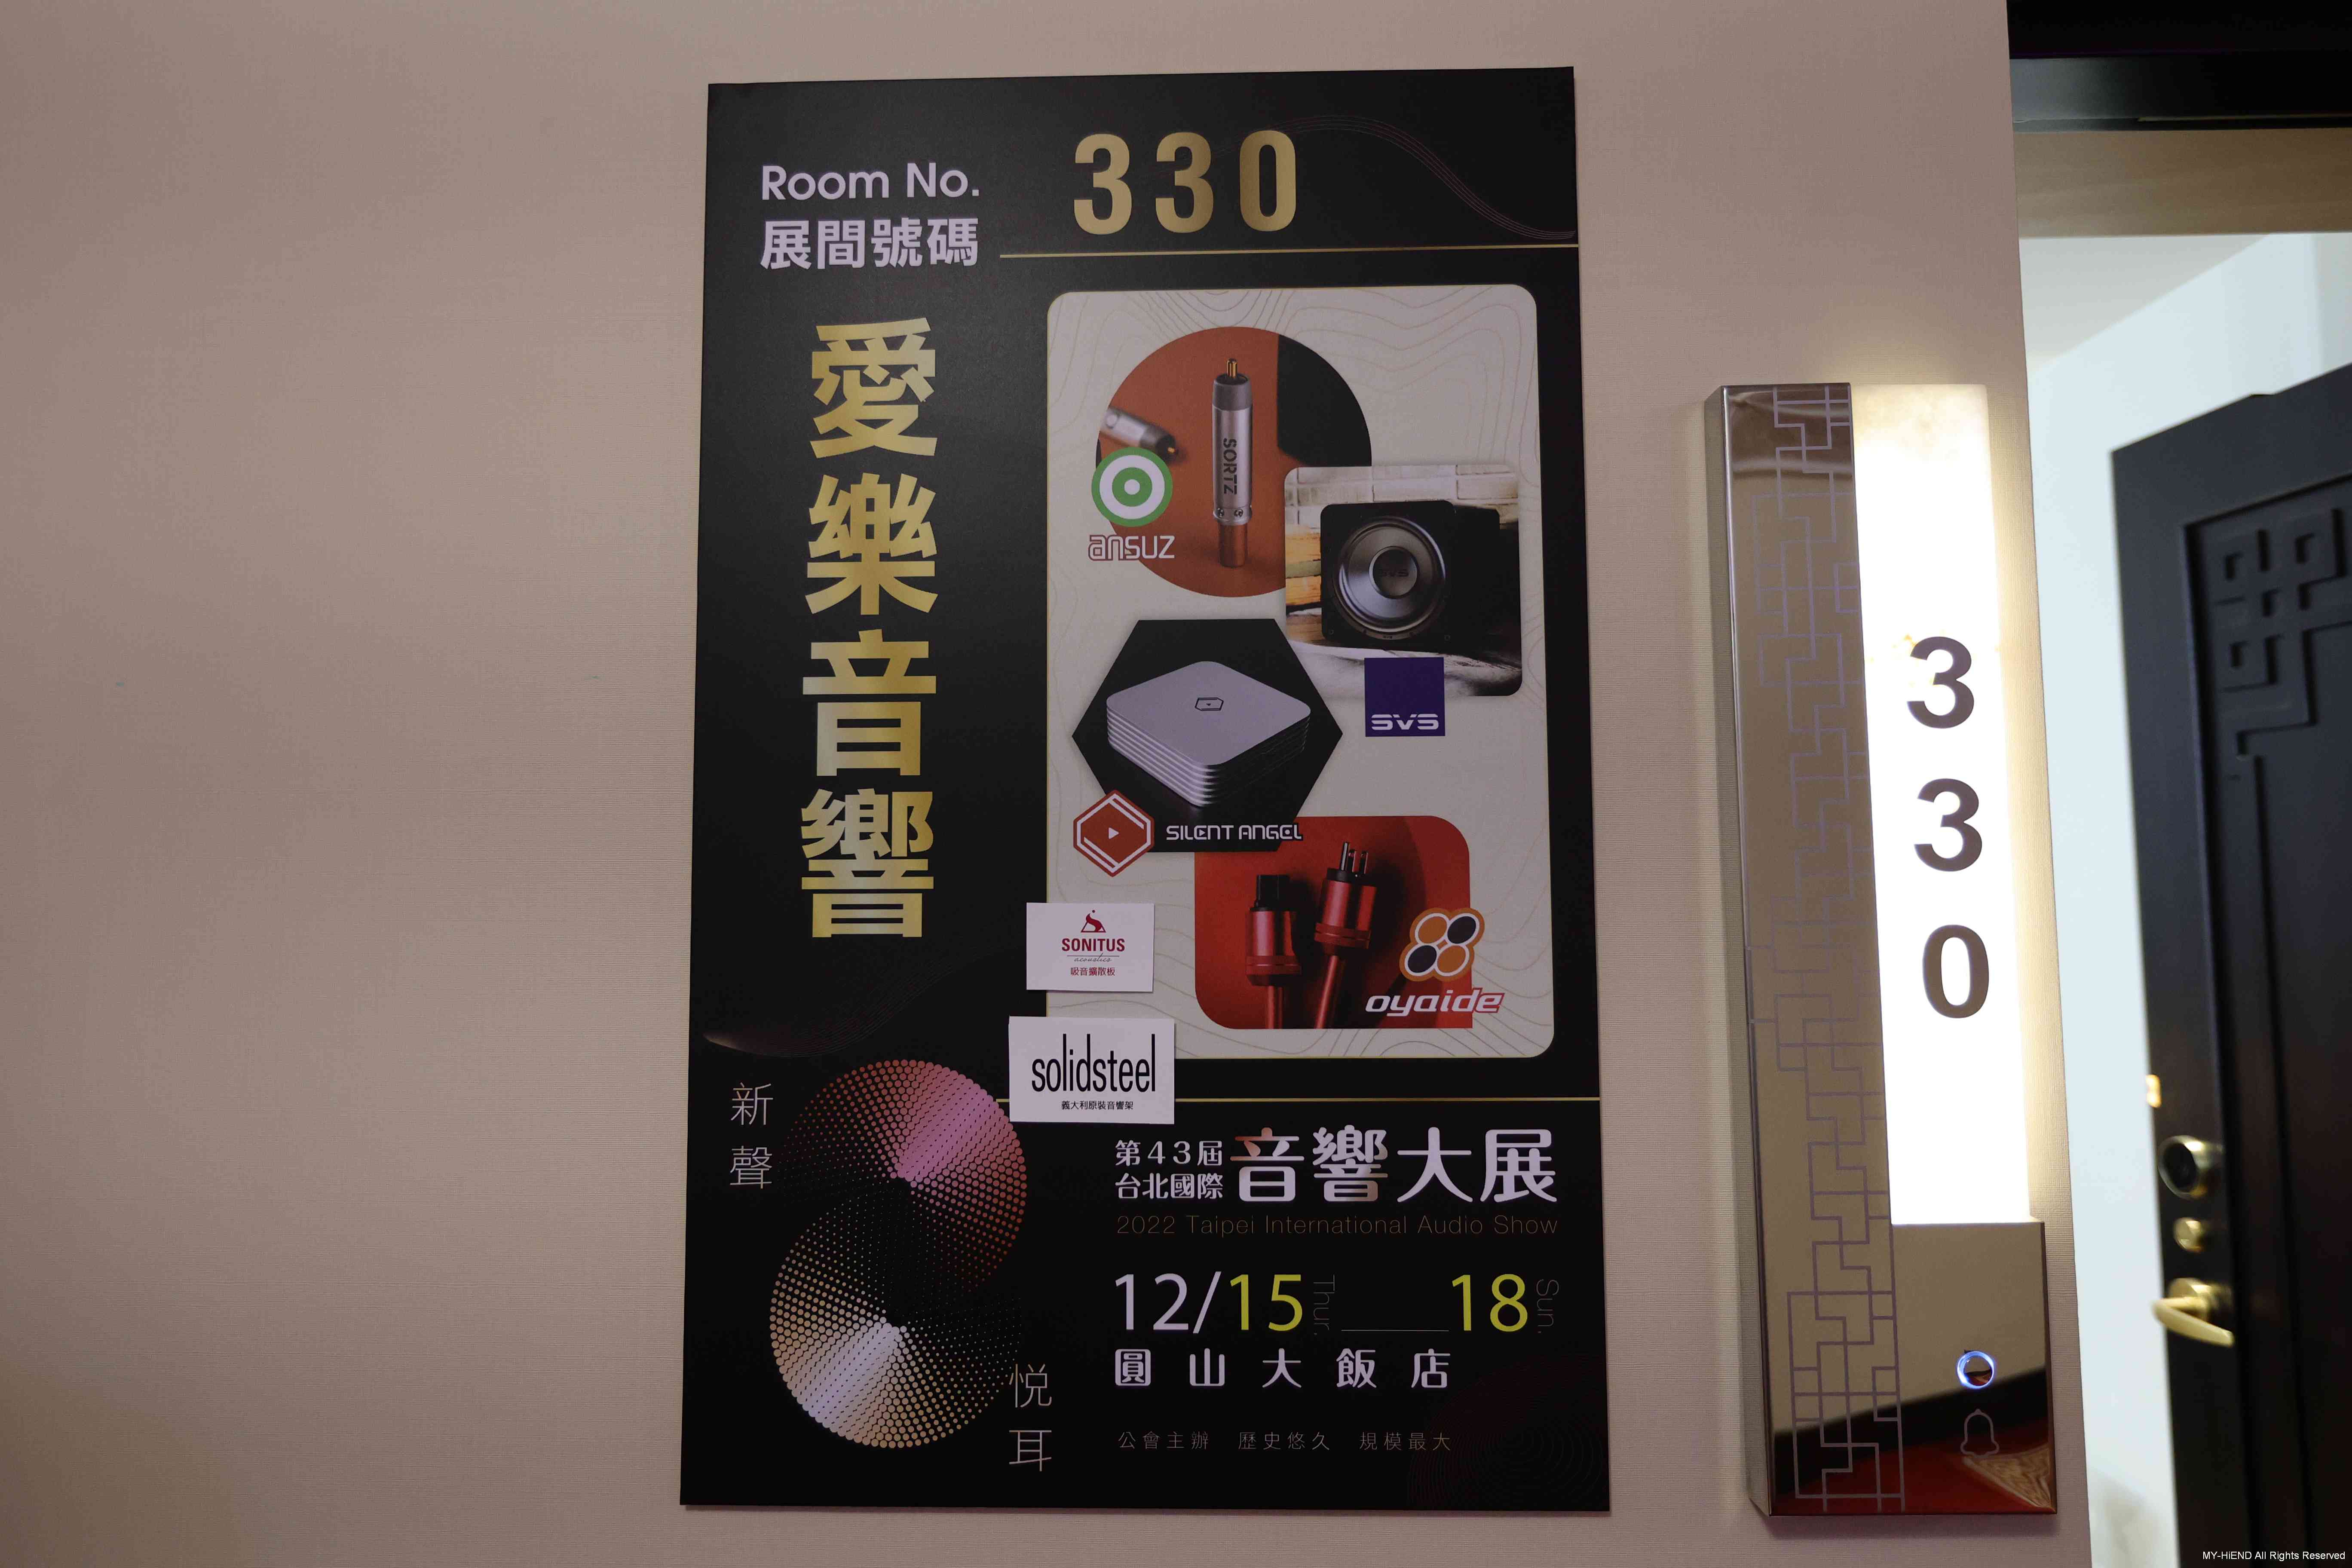 Room No.
330
展間號碼
愛樂音響
SORTZ
ansuz
SVS
SVS
SILENT ANGEL
SONITUS
acoustics
吸音擴散板
oyaide
solidsteel
義大利原裝音響架
新聲
悦耳
第43屆
台北國際
音響大展
2022 Taipei International Audio Show
12/15 Thur. 18 Sun.
圓山大飯店
公會主辦 歷史悠久 規模最大
330
MY-HiEND All Rights Reserved